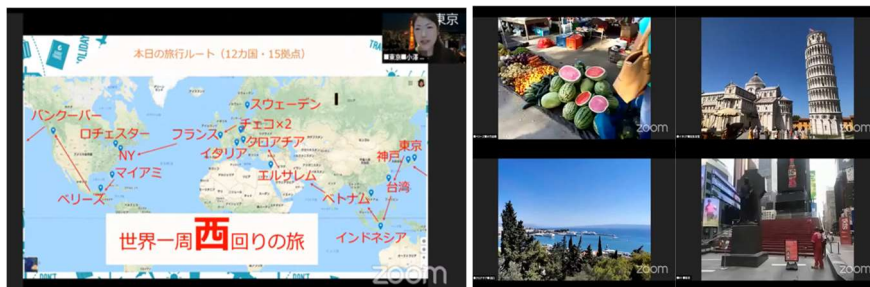 東京
本日の旅行ルート（12カ国・15拠点）
スウェーデン
バンクーバー
チェコ×2
ロチェスター
フランス
クロアチア
東京
NY
イタリア
神戸
マイアミ
エルサレム
台湾
ベリーズ
ベトナム
インドネシア
世界一周西回りの旅
zoom
zoom
zoom
zoom
zoom